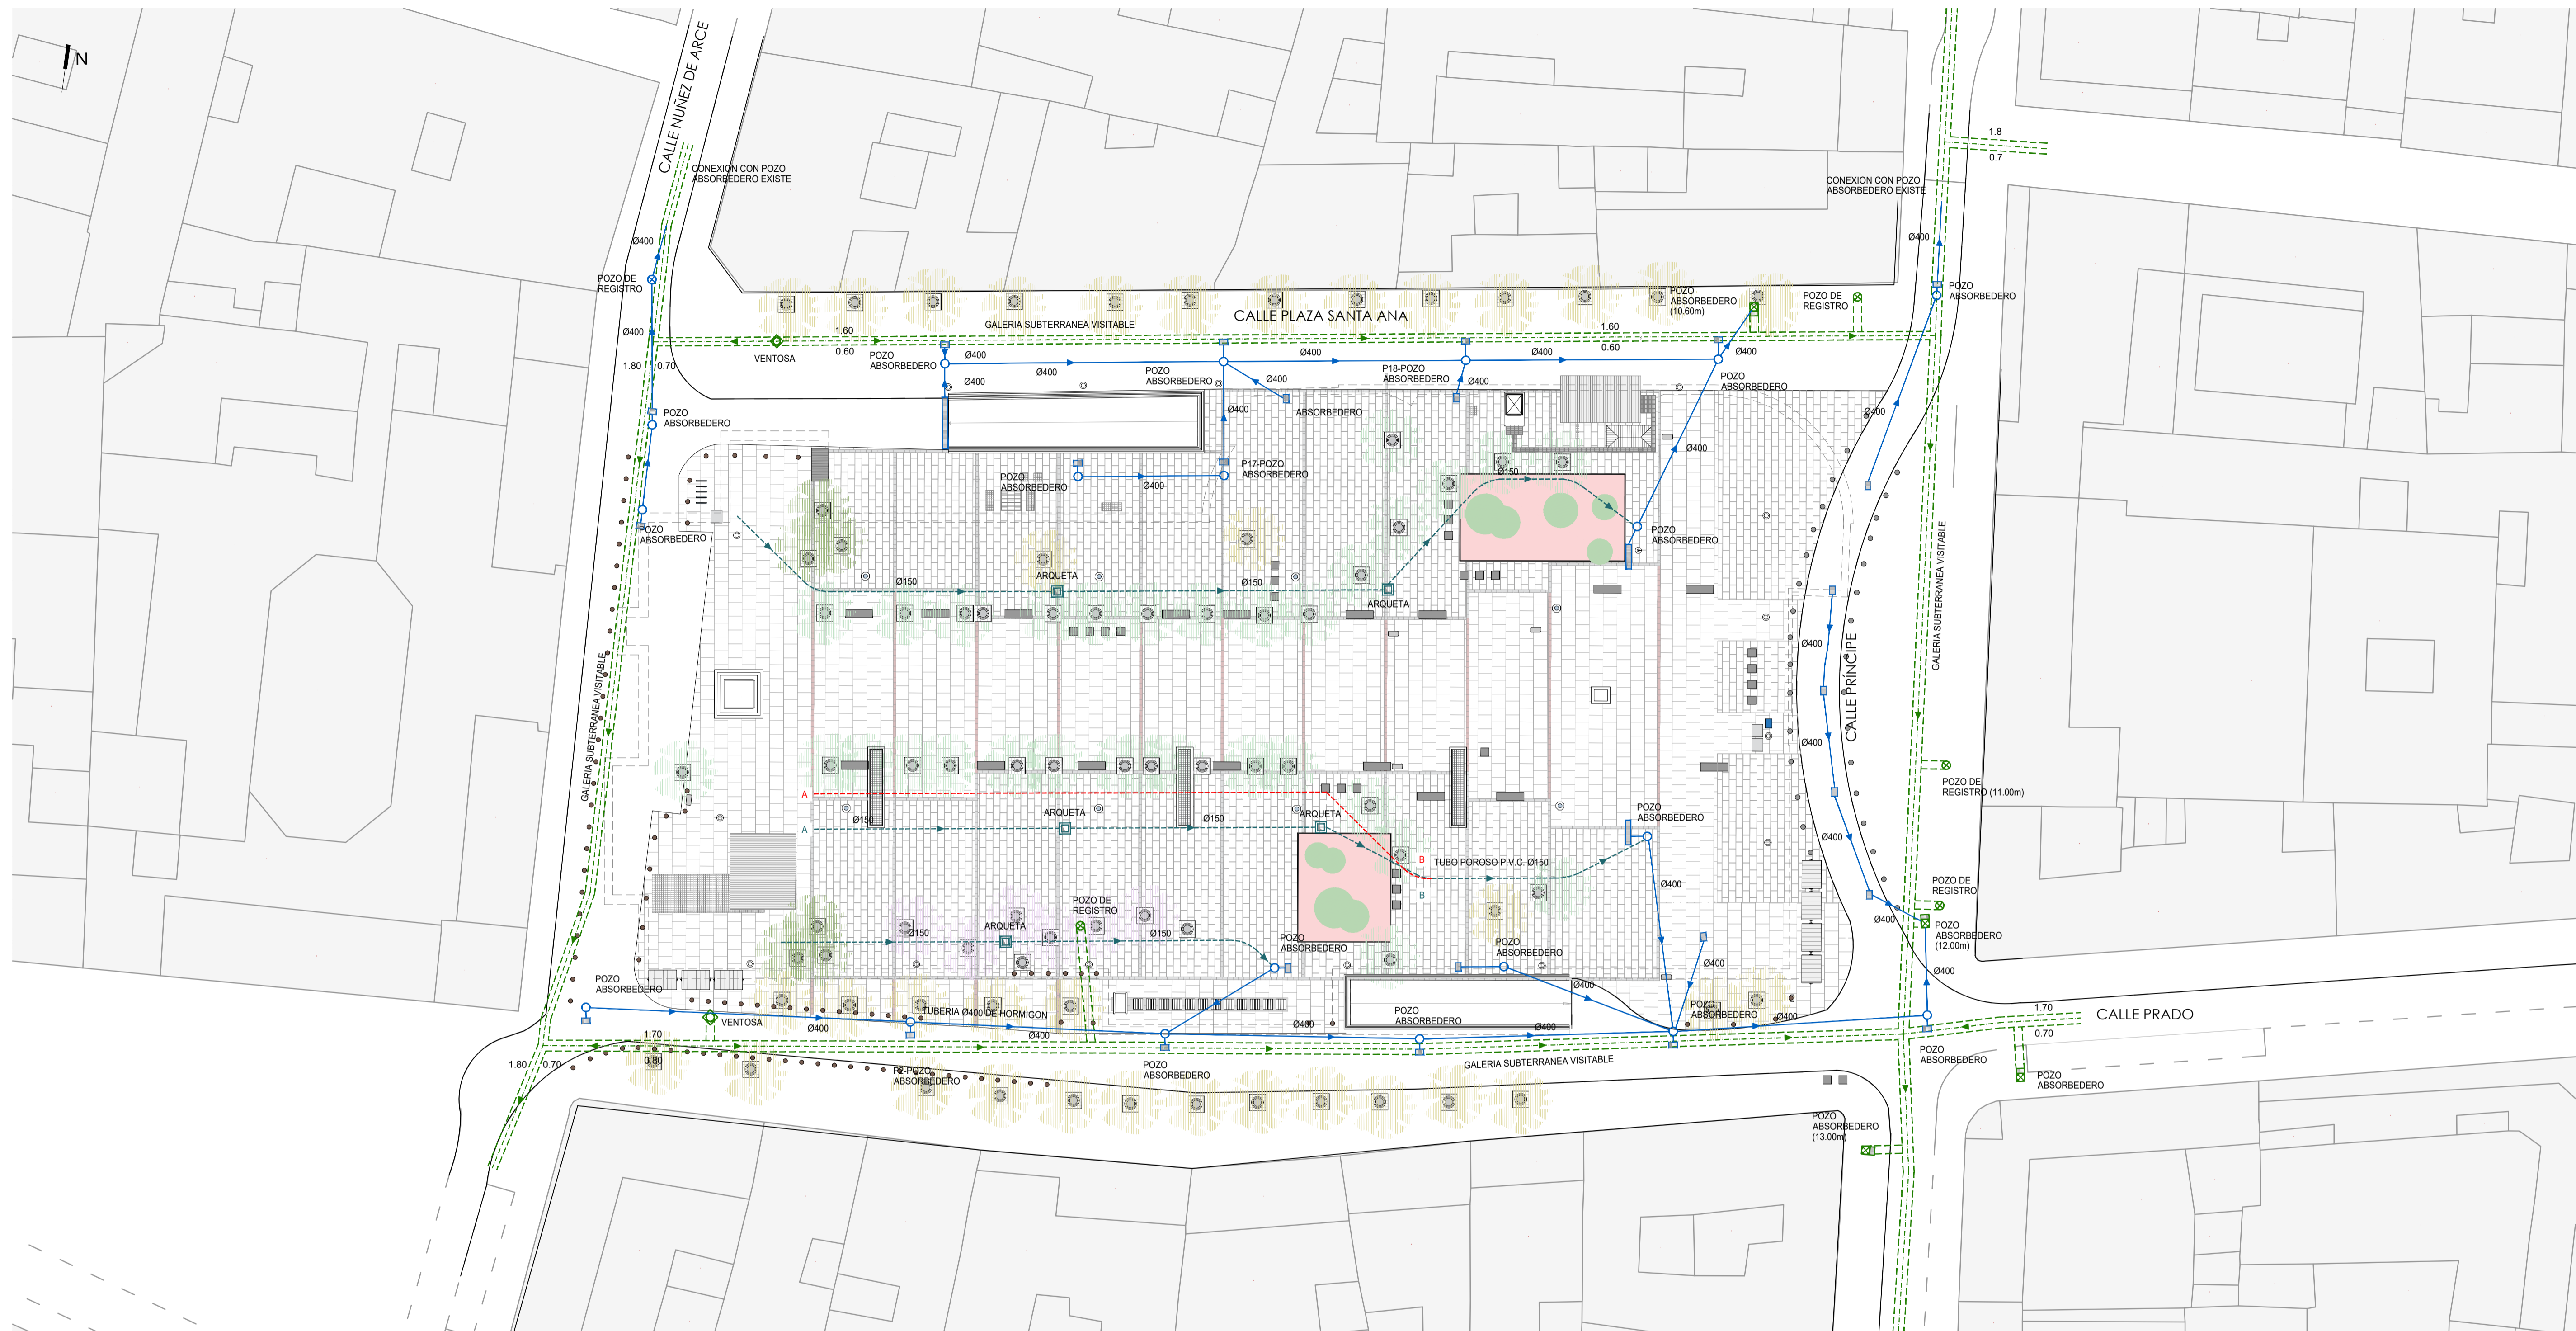 N
CALLE NUÑEZ DE ARCE
CONEXION CON POZO
ABSORBEDERO EXISTE
1.8
0.7
CONEXION CON POZO
ABSORBEDERO EXISTE
Ø400
Ø400
POZO DE
REGISTRO
POZO
ABSORBEDERO
(10.60m)
POZO DE
REGISTRO
POZO
ABSORBEDERO
CALLE PLAZA SANTA ANA
GALERIA SUBTERRANEA VISITABLE
1.60
0.60
1.60
0.60
Ø400
VENTOSA
1.80
0.70
POZO
ABSORBEDERO
Ø400
Ø400
Ø400
Ø400
Ø400
Ø400
POZO
ABSORBEDERO
Ø400
P18-POZO
ABSORBEDERO
Ø400
POZO
ABSORBEDERO
Ø400
ABSORBEDERO
Ø400
POZO
ABSORBEDERO
Ø400
P17-POZO
ABSORBEDERO
POZO
ABSORBEDERO
Ø400
Ø150
POZO
ABSORBEDERO
POZO
ABSORBEDERO
Ø150
ARQUETA
Ø150
ARQUETA
GALERIA SUBTERRANEA VISITABLE
Ø400
CALLE PRÍNCIPE
GALERIA SUBTERRANEA VISITABLE
Ø400
POZO DE
REGISTRO (11.00m)
A
A
Ø150
ARQUETA
Ø150
ARQUETA
POZO
ABSORBEDERO
Ø400
B
TUBO POROSO P.V.C. Ø150
B
Ø400
POZO DE
REGISTRO
POZO DE
REGISTRO
Ø400
POZO
ABSORBEDERO
(12.00m)
Ø150
ARQUETA
Ø150
POZO
ABSORBEDERO
POZO
ABSORBEDERO
Ø400
Ø400
Ø400
POZO
ABSORBEDERO
TUBERIA Ø400 DE HORMIGON
VENTOSA
Ø400
Ø400
Ø400
POZO
ABSORBEDERO
Ø400
POZO
ABSORBEDERO
Ø400
1.70
0.70
CALLE PRADO
1.70
0.80
1.80
0.70
P2-POZO
ABSORBEDERO
POZO
ABSORBEDERO
GALERIA SUBTERRANEA VISITABLE
POZO
ABSORBEDERO
POZO
ABSORBEDERO
POZO
ABSORBEDERO
(13.00m)